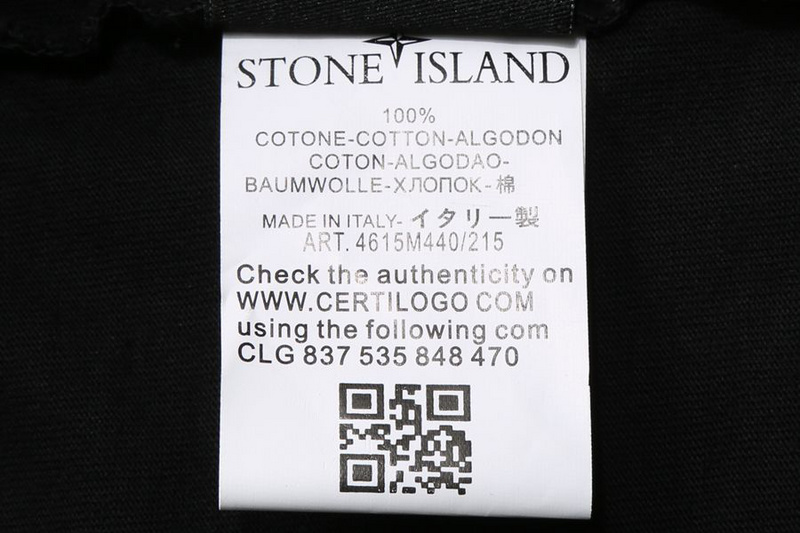 STONE ISLAND
100%
COTONE-COTTON-ALGODON
COTON-ALGODAO-
BAUMWOLLE-ХЛОПОК-棉
MADE IN ITALY- イタリー製
ART. 4615M440/215
Check the authenticity on
WWW.CERTILOGO COM
using the following com
CLG 837 535 848 470